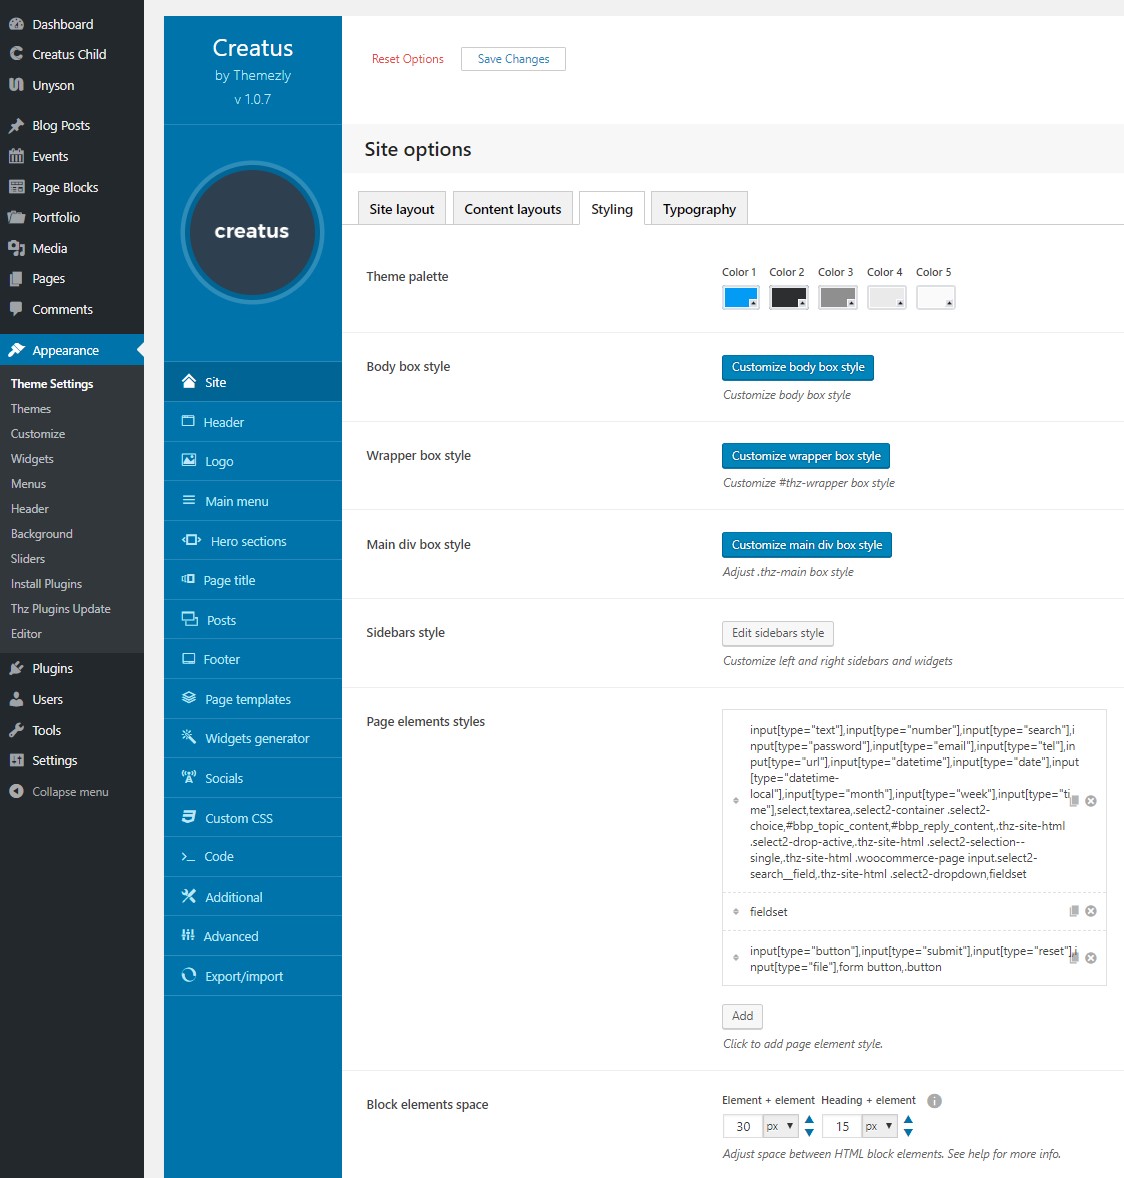 Dashboard
Creatus Child
Unyson
Blog Posts
Events
Page Blocks
Portfolio
Media
Pages
Comments
Appearance
Theme Settings
Themes
Customize
Widgets
Menus
Header
Background
Sliders
Install Plugins
Thz Plugins Update
Editor
Plugins
Users
Tools
Settings
Collapse menu
Creatus
by Themezly
v 1.0.7
creatus
Site
Header
Logo
Main menu
Hero sections
Page title
Posts
Footer
Page templates
Widgets generator
Socials
Custom CSS
Code
Additional
Advanced
Export/import
Reset Options
Save Changes
Site options
Site layout
Content layouts
Styling
Typography
Theme palette
Color 1 Color 2 Color 3 Color 4 Color 5
Body box style
Customize body box style
Customize body box style
Wrapper box style
Customize wrapper box style
Customize #thz-wrapper box style
Main div box style
Customize main div box style
Adjust .thz-main box style
Sidebars style
Edit sidebars style
Customize left and right sidebars and widgets
Page elements styles
input[type="text"],input[type="number"],input[type="search"],i
nput[type="password"],input[type="email"],input[type="tel"],in
put[type="url"],input[type="datetime"],input[type="date"],input
[type="datetime-
local"],input[type="month"],input[type="week"],input[type="ti
me"],select,textarea,.select2-container .select2-
choice,#bbp_topic_content,#bbp_reply_content,.thz-site-html
.select2-drop-active,.thz-site-html .select2-selection--
single,.thz-site-html .woocommerce-page input.select2-
search__field,.thz-site-html .select2-dropdown,fieldset
fieldset
input[type="button"],input[type="submit"],input[type="reset"],i
nput[type="file"],form button,.button
Add
Click to add page element style.
Block elements space
Element + element Heading + element
30 px 15 px
Adjust space between HTML block elements. See help for more info.